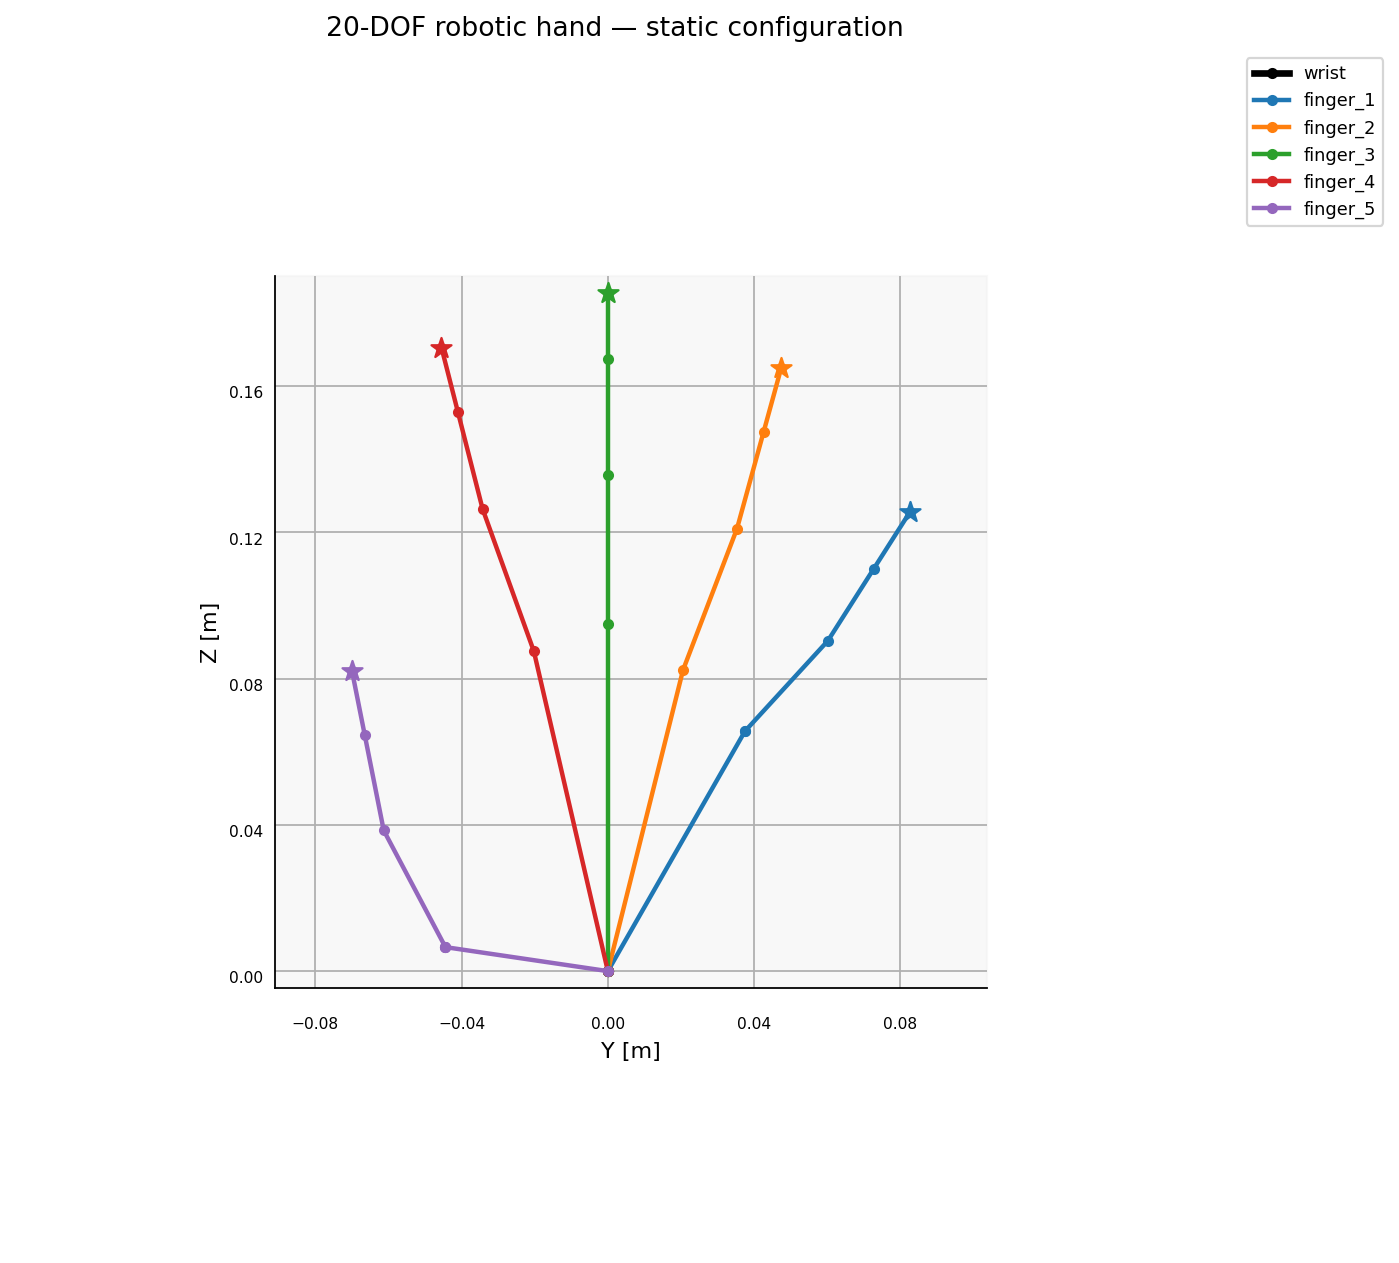 20-DOF robotic hand — static configuration
wrist
finger_1
finger_2
finger_3
finger_4
finger_5
0.16
0.12
0.08
0.04
0.00
Z [m]
−0.08 −0.04 0.00 0.04 0.08
Y [m]